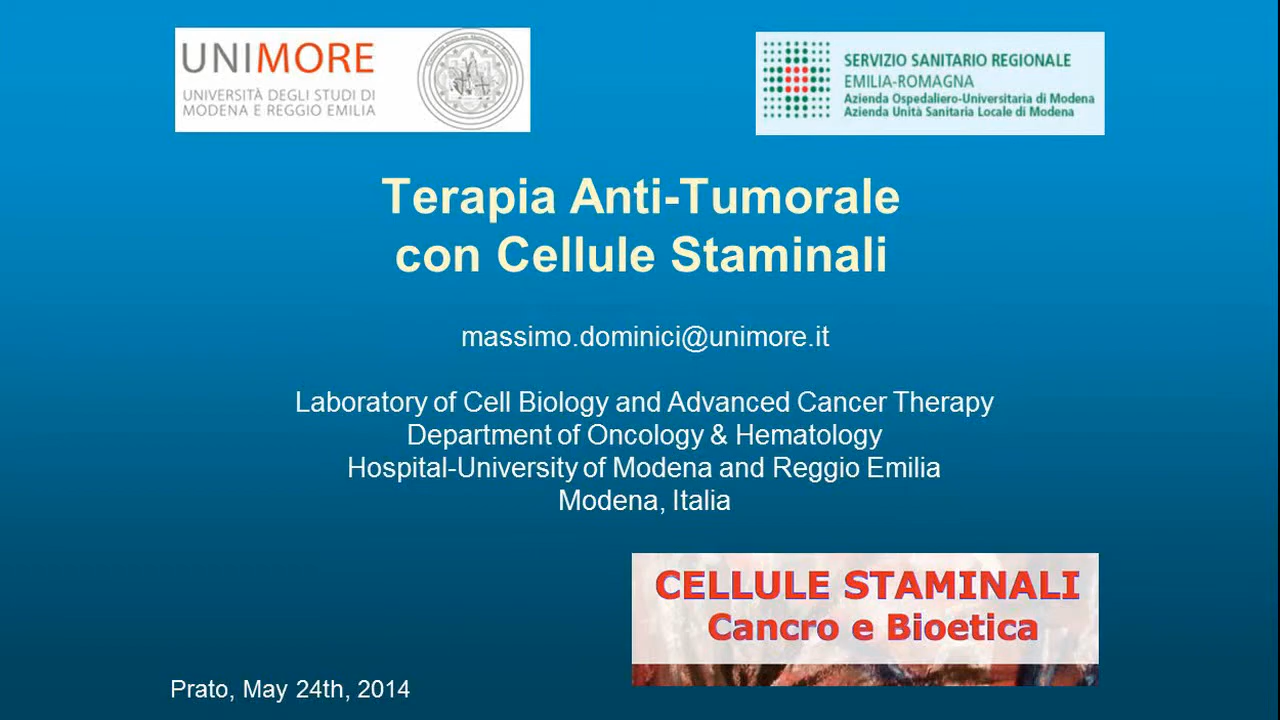 UNIMORE
UNIVERSITÀ DEGLI STUDI DI
MODENA E REGGIO EMILIA
SERVIZIO SANITARIO REGIONALE
EMILIA-ROMAGNA
Azienda Ospedaliero-Universitaria di Modena
Azienda Unità Sanitaria Locale di Modena
Terapia Anti-Tumorale
con Cellule Staminali
massimo.dominici@unimore.it
Laboratory of Cell Biology and Advanced Cancer Therapy
Department of Oncology & Hematology
Hospital-University of Modena and Reggio Emilia
Modena, Italia
CELLULE STAMINALI
Cancro e Bioetica
Prato, May 24th, 2014